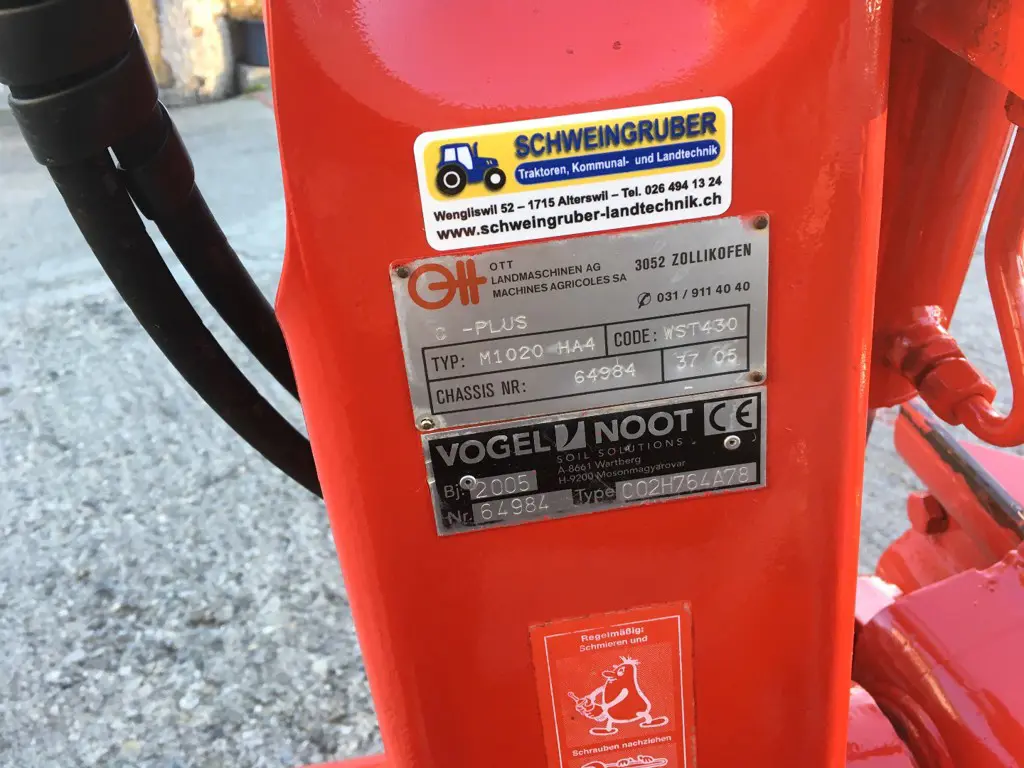 SCHWEINGRUBER
Traktoren, Kommunal- und Landtechnik
Wengliswil 52 – 1715 Alterswil – Tel. 026 494 13 24
www.schweingruber-landtechnik.ch
Ott
OTT
LANDMASCHINEN AG
MACHINES AGRICOLES SA
3052 ZOLLIKOFEN
✆ 031 / 911 40 40
-PLUS
TYP: M1020 HA4 CODE: WST430
CHASSIS NR: 64984 37 05
VOGEL NOOT CE
SOIL SOLUTIONS
A-8661 Wartberg
H-9200 Mosonmagyaróvár
Bj. 2005
Nr. 64984 Type C02H764A78
Regelmäßig:
Schmieren und
Schrauben nachziehen